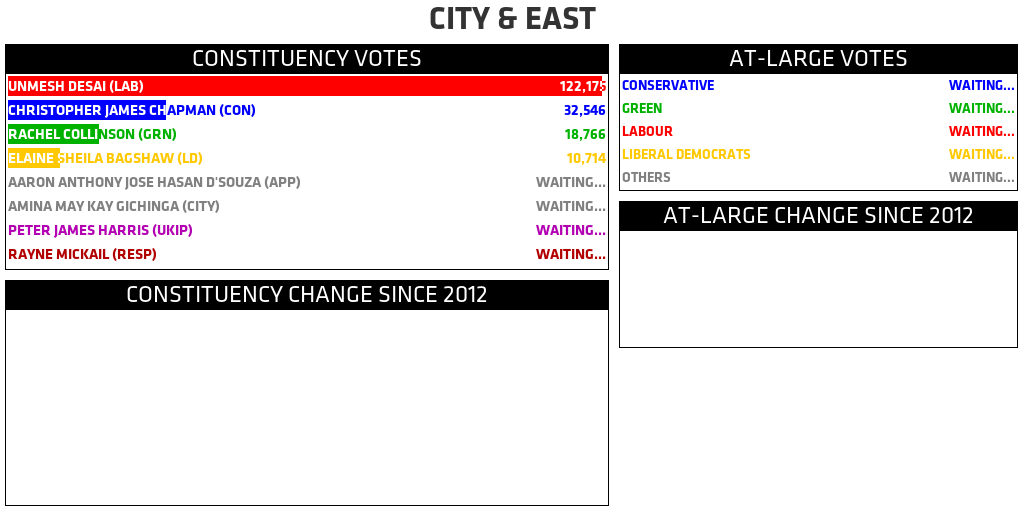 CITY & EAST
CONSTITUENCY VOTES
UNMESH DESAI (LAB) 122,175
CHRISTOPHER JAMES CHAPMAN (CON) 32,546
RACHEL COLLINSON (GRN) 18,766
ELAINE SHEILA BAGSHAW (LD) 10,714
AARON ANTHONY JOSE HASAN D'SOUZA (APP) WAITING...
AMINA MAY KAY GICHINGA (CITY) WAITING...
PETER JAMES HARRIS (UKIP) WAITING...
RAYNE MICKAIL (RESP) WAITING...
CONSTITUENCY CHANGE SINCE 2012
AT-LARGE VOTES
CONSERVATIVE WAITING...
GREEN WAITING...
LABOUR WAITING...
LIBERAL DEMOCRATS WAITING...
OTHERS WAITING...
AT-LARGE CHANGE SINCE 2012